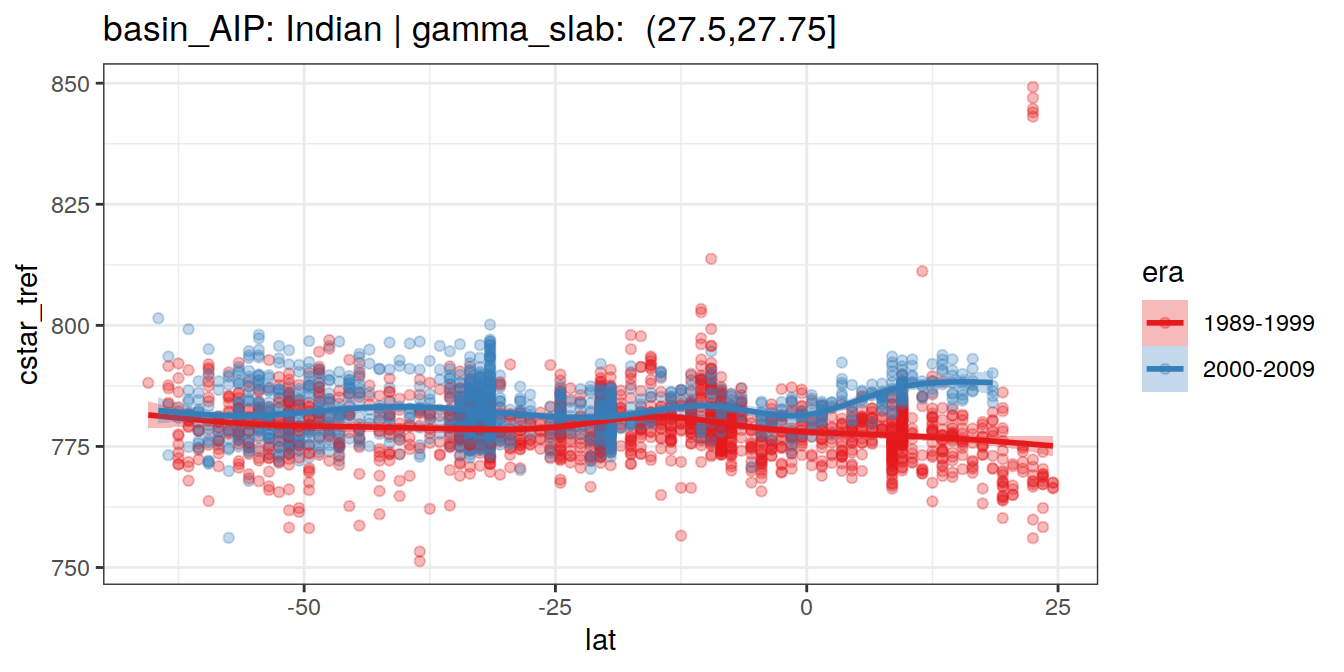 basin_AIP: Indian | gamma_slab:  (27.5,27.75]
850
825
800
775
750
cstar_tref
-50
-25
0
25
lat
era
1989-1999
2000-2009